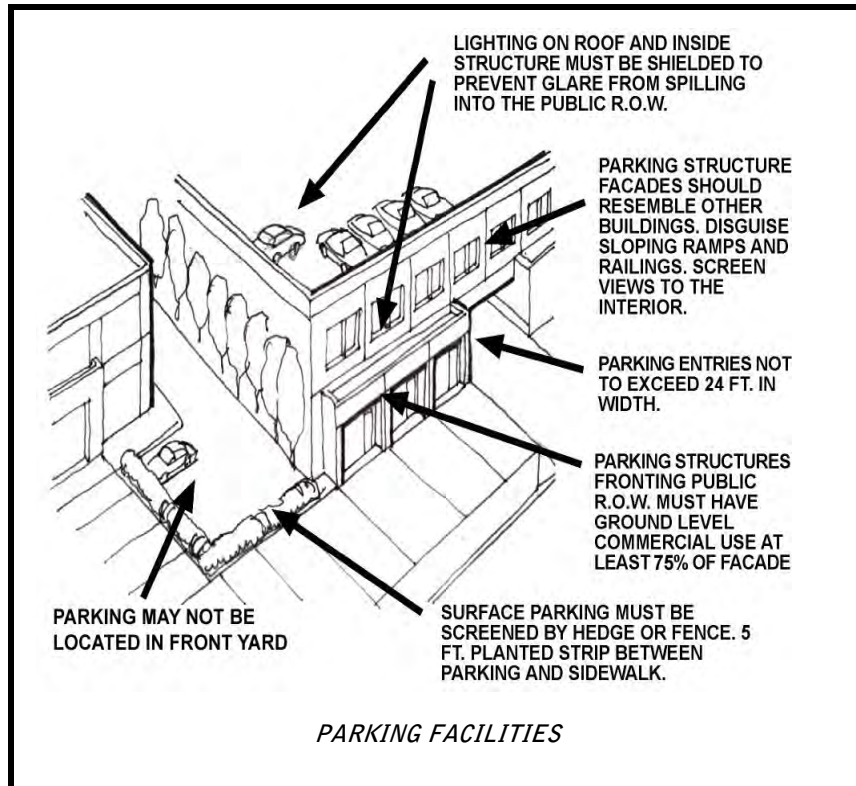 LIGHTING ON ROOF AND INSIDE
STRUCTURE MUST BE SHIELDED TO
PREVENT GLARE FROM SPILLING
INTO THE PUBLIC R.O.W.
PARKING STRUCTURE
FACADES SHOULD
RESEMBLE OTHER
BUILDINGS. DISGUISE
SLOPING RAMPS AND
RAILINGS. SCREEN
VIEWS TO THE
INTERIOR.
PARKING ENTRIES NOT
TO EXCEED 24 FT. IN
WIDTH.
PARKING STRUCTURES
FRONTING PUBLIC
R.O.W. MUST HAVE
GROUND LEVEL
COMMERCIAL USE AT
LEAST 75% OF FACADE
PARKING MAY NOT BE
LOCATED IN FRONT YARD
SURFACE PARKING MUST BE
SCREENED BY HEDGE OR FENCE. 5
FT. PLANTED STRIP BETWEEN
PARKING AND SIDEWALK.
PARKING FACILITIES